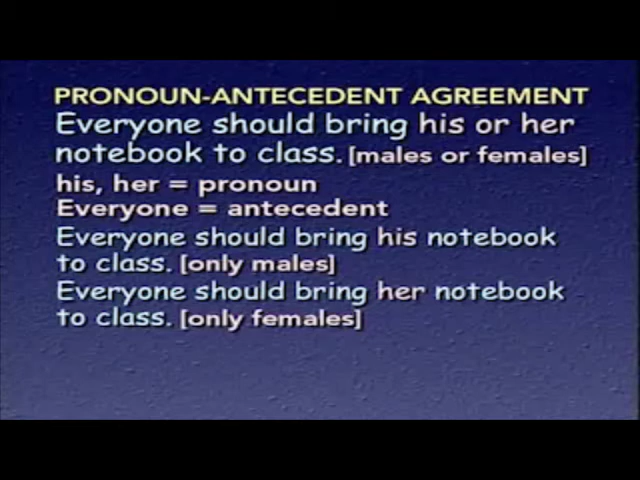 PRONOUN-ANTECEDENT AGREEMENT
Everyone should bring his or her
notebook to class. [males or females]
his, her = pronoun
Everyone = antecedent
Everyone should bring his notebook
to class. [only males]
Everyone should bring her notebook
to class. [only females]